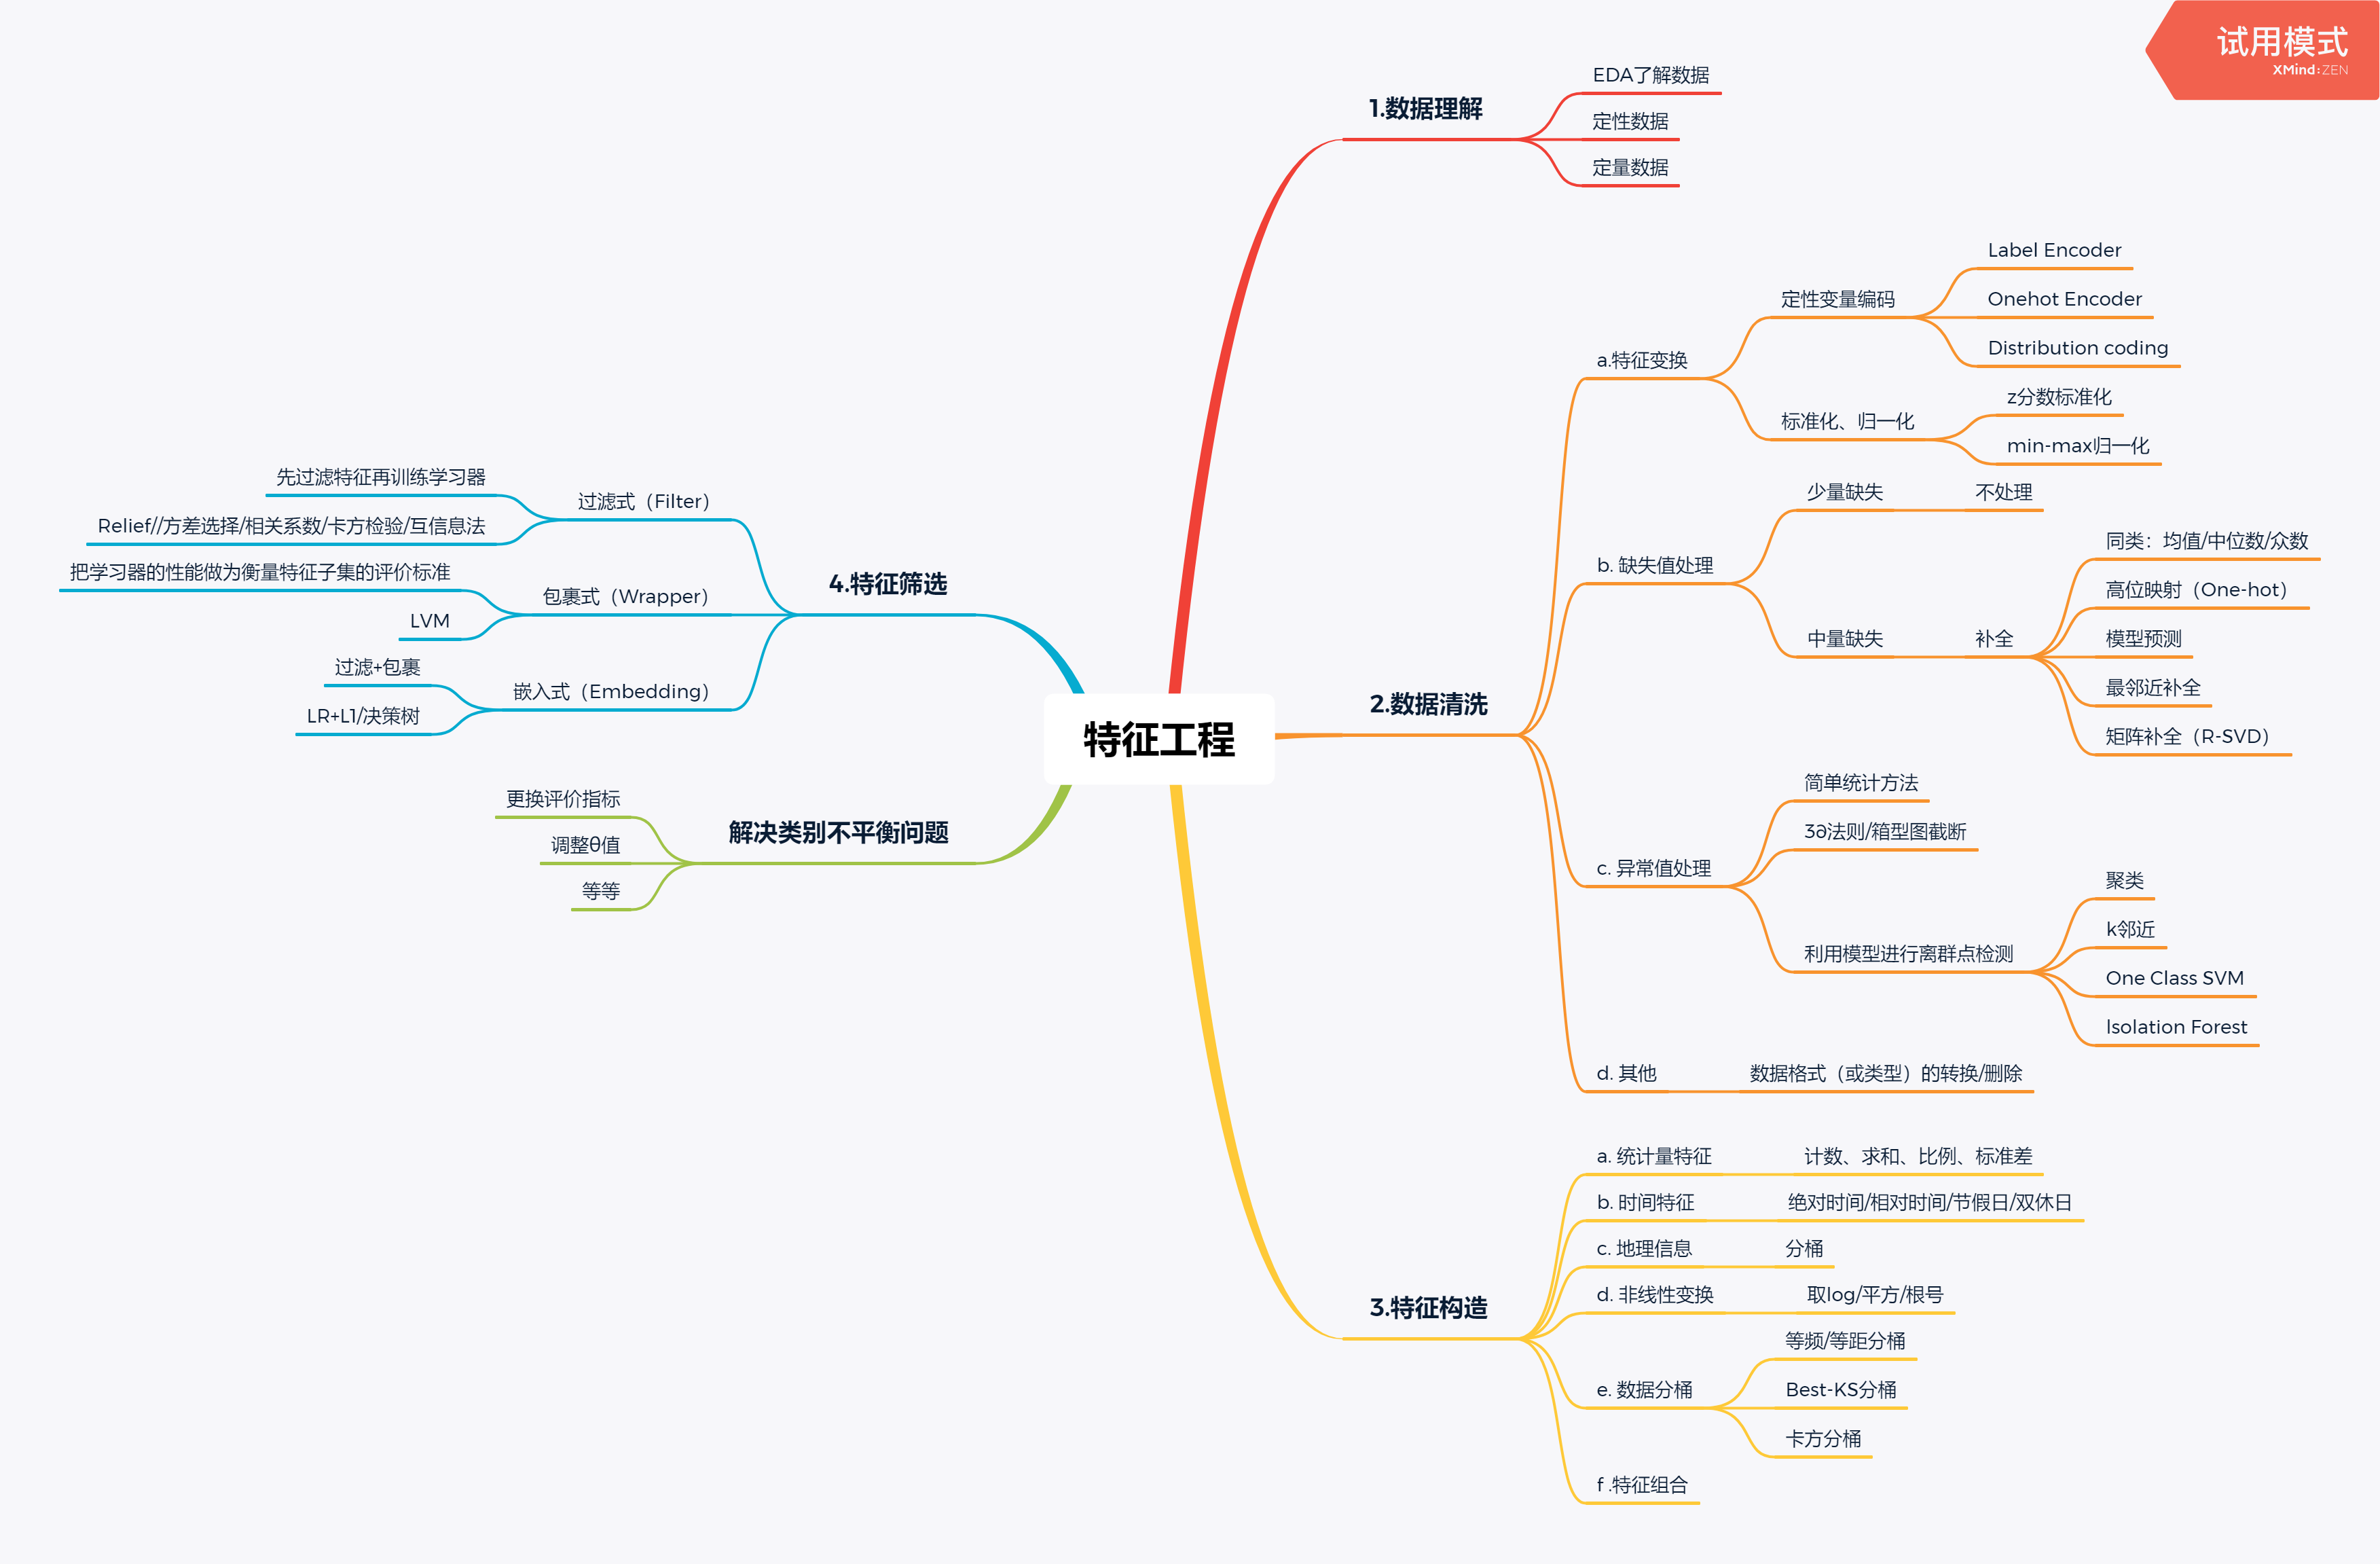 试用模式
XMind:ZEN
特征工程
1.数据理解
EDA了解数据
定性数据
定量数据
2.数据清洗
a.特征变换
定性变量编码
Label Encoder
Onehot Encoder
Distribution coding
标准化、归一化
z分数标准化
min-max归一化
b. 缺失值处理
少量缺失
不处理
中量缺失
补全
同类：均值/中位数/众数
高位映射（One-hot）
模型预测
最邻近补全
矩阵补全（R-SVD）
c. 异常值处理
简单统计方法
3∂法则/箱型图截断
利用模型进行离群点检测
聚类
k邻近
One Class SVM
Isolation Forest
d. 其他
数据格式（或类型）的转换/删除
3.特征构造
a. 统计量特征
计数、求和、比例、标准差
b. 时间特征
绝对时间/相对时间/节假日/双休日
c. 地理信息
分桶
d. 非线性变换
取log/平方/根号
e. 数据分桶
等频/等距分桶
Best-KS分桶
卡方分桶
f .特征组合
4.特征筛选
过滤式（Filter）
先过滤特征再训练学习器
Relief//方差选择/相关系数/卡方检验/互信息法
包裹式（Wrapper）
把学习器的性能做为衡量特征子集的评价标准
LVM
嵌入式（Embedding）
过滤+包裹
LR+L1/决策树
解决类别不平衡问题
更换评价指标
调整θ值
等等